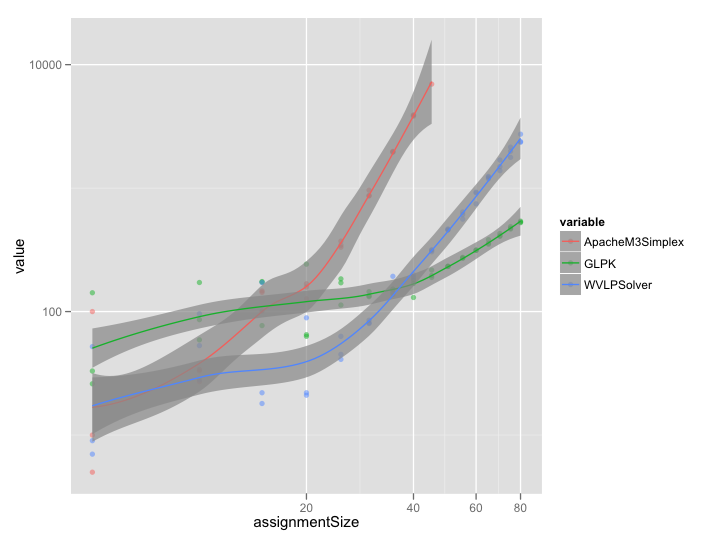 10000
100
value
20
40
60
80
assignmentSize
variable
ApacheM3Simplex
GLPK
WVLPSolver